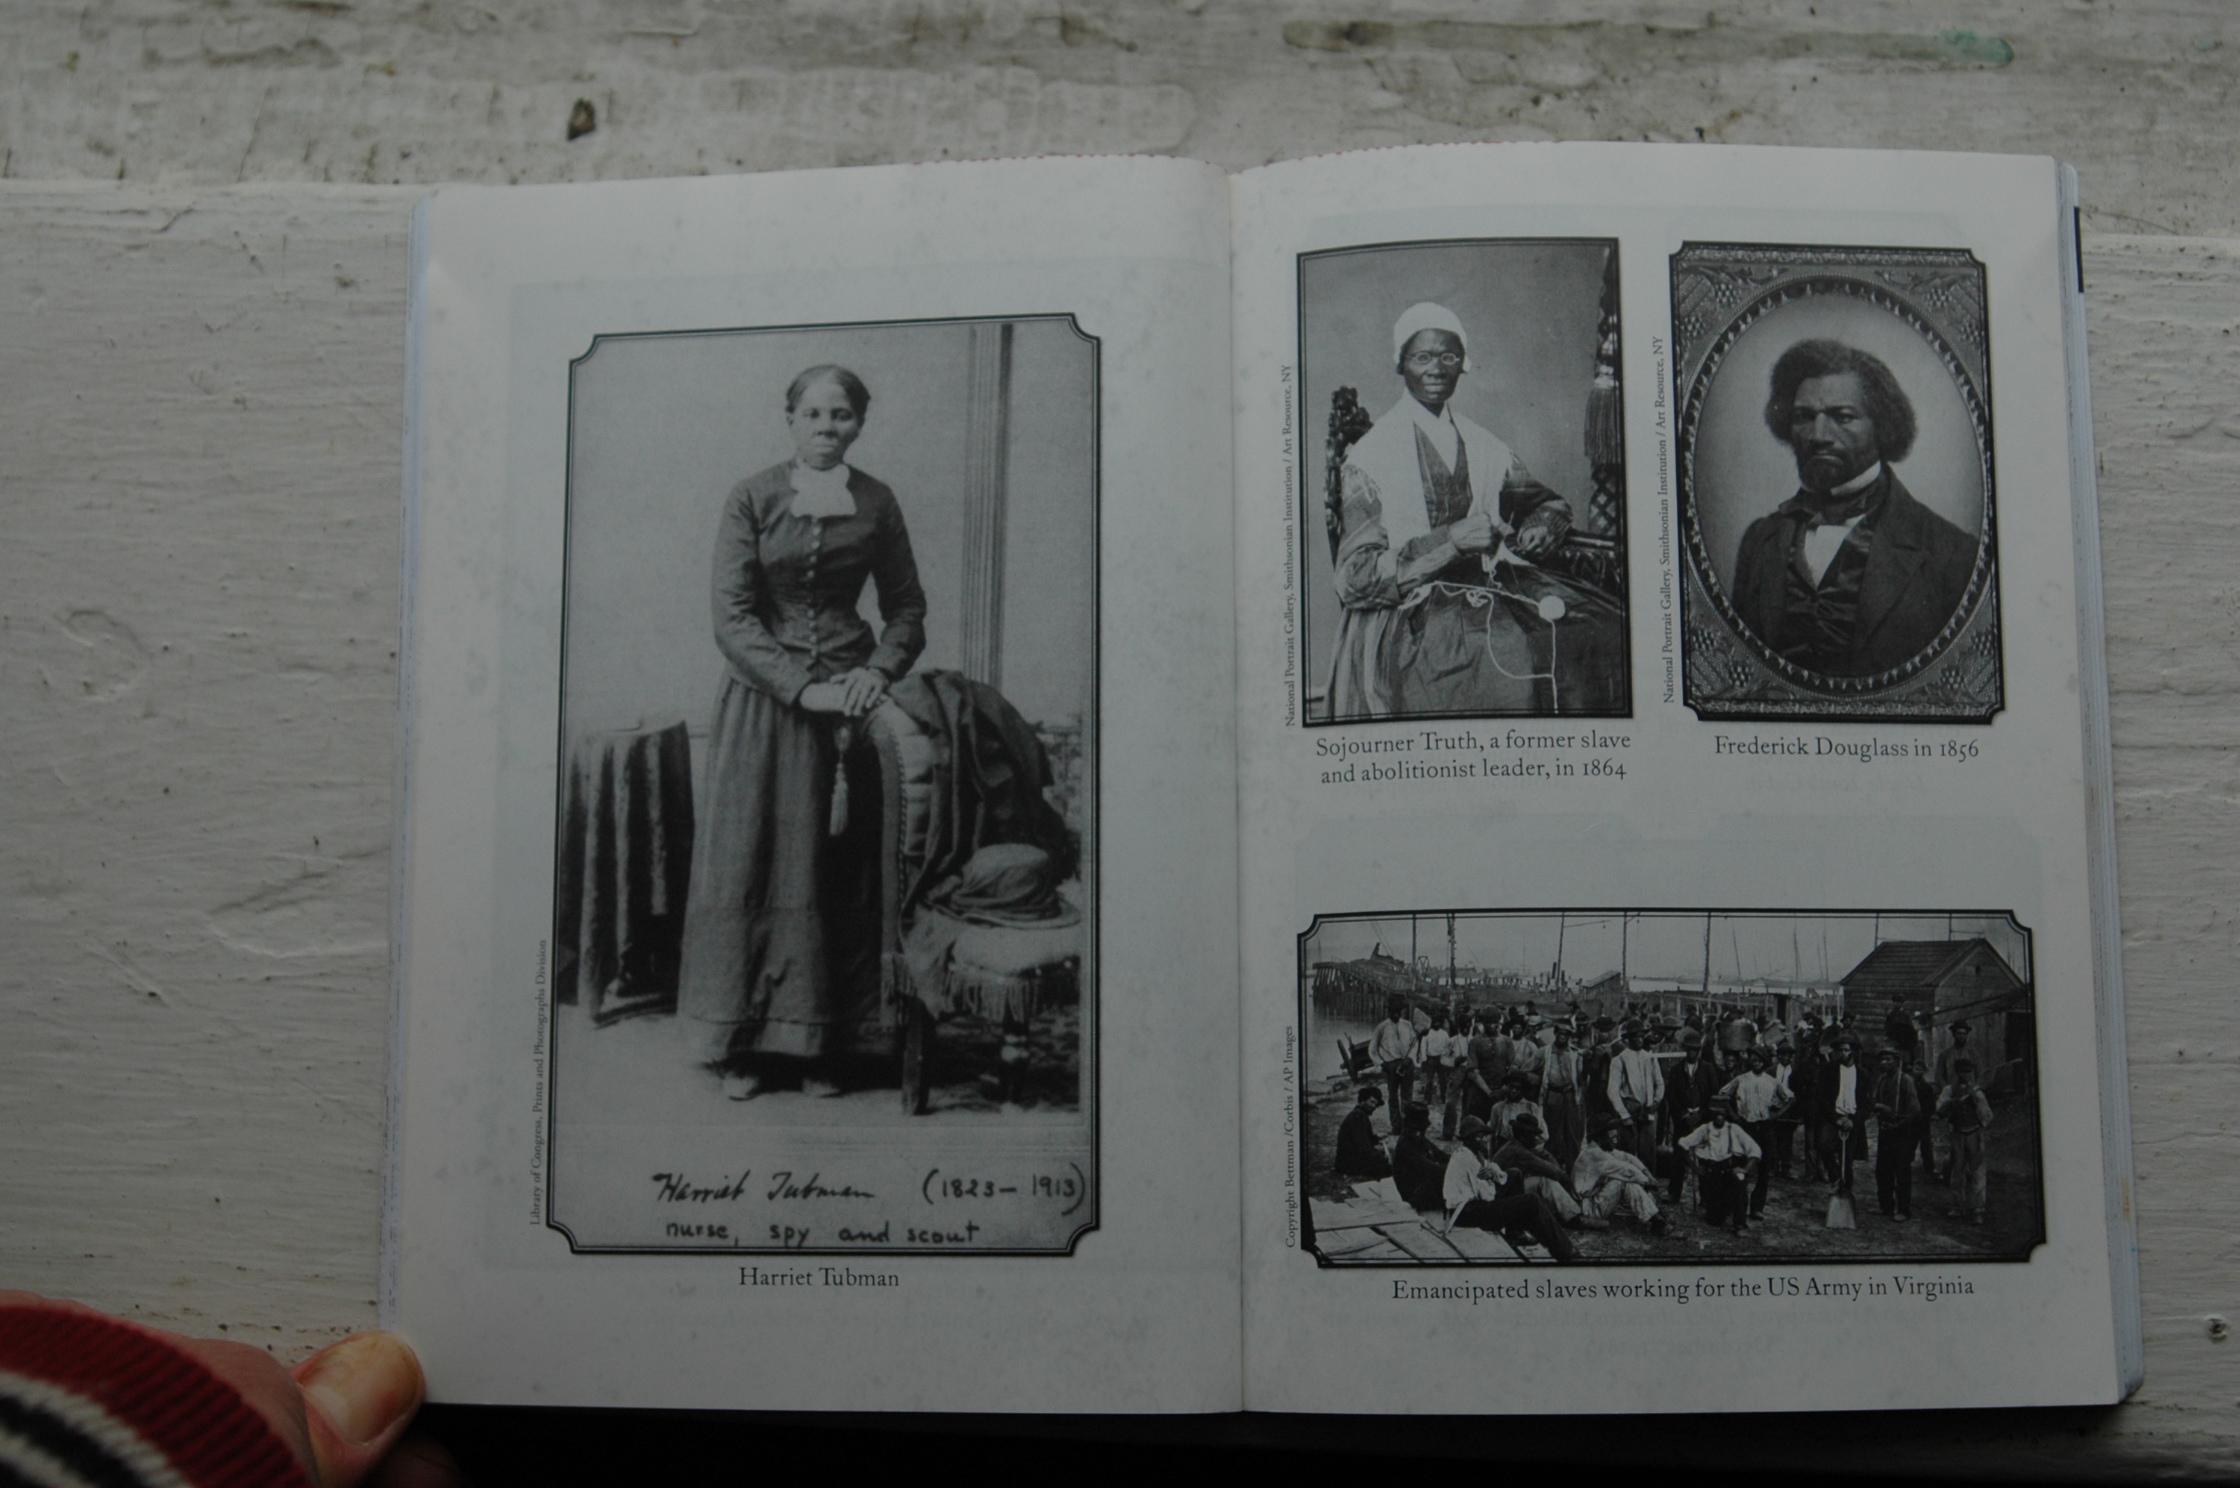 Library of Congress, Prints and Photographs Division
Harriet Tubman (1823–1913)
nurse, spy and scout
Harriet Tubman
National Portrait Gallery, Smithsonian Institution / Art Resource, NY
Sojourner Truth, a former slave
and abolitionist leader, in 1864
National Portrait Gallery, Smithsonian Institution / Art Resource, NY
Frederick Douglass in 1856
Copyright Bettman /Corbis / AP Images
Emancipated slaves working for the US Army in Virginia